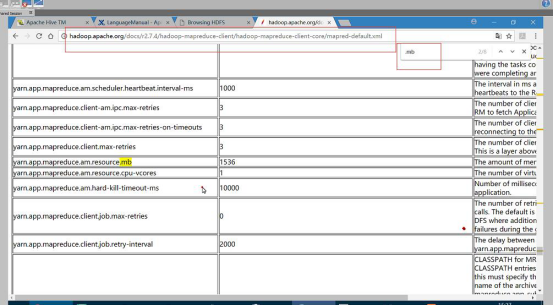 Apache Hive TM
LanguageManual - Ap
Browsing HDFS
hadoop.apache.org/do
hadoop.apache.org/docs/r2.7.4/hadoop-mapreduce-client/hadoop-mapreduce-client-core/mapred-default.xml
.mb
2/6
having the tasks co
were completing ar
yarn.app.mapreduce.am.scheduler.heartbeat.interval-ms 1000 The interval in ms a
heartbeats to the R
yarn.app.mapreduce.client-am.ipc.max-retries 3 The number of clier
RM to fetch Applica
yarn.app.mapreduce.client-am.ipc.max-retries-on-timeouts 3 The number of clier
reconnecting to the
yarn.app.mapreduce.client.max-retries 3 The number of clier
This is a layer above
yarn.app.mapreduce.am.resource.mb 1536 The amount of mer
yarn.app.mapreduce.am.resource.cpu-vcores 1 The number of virtu
yarn.app.mapreduce.am.hard-kill-timeout-ms 10000 Number of millisec
application.
yarn.app.mapreduce.client.job.max-retries 0 The number of retri
calls. The default is
DFS where addition
failures during the
yarn.app.mapreduce.client.job.retry-interval 2000 The delay between
yarn.app.mapreduc
CLASSPATH for MR
CLASSPATH entries
this must specify th
name of the archive